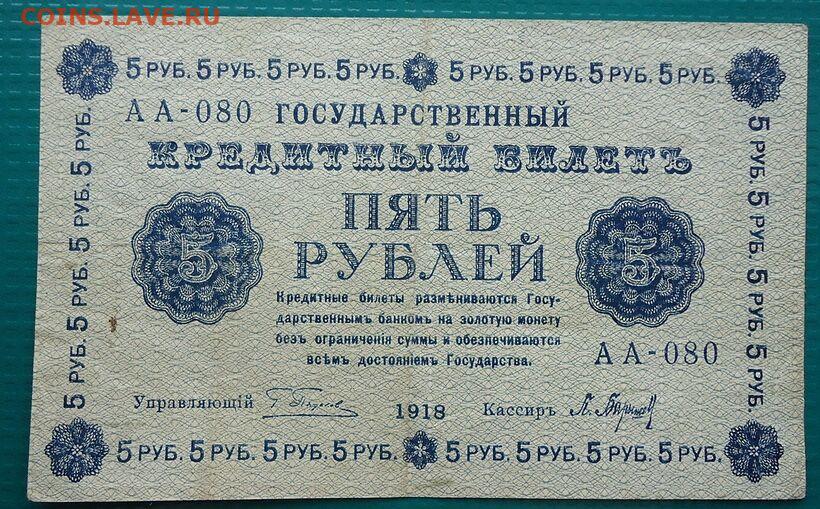 COINS.LAVE.RU
5 РУБ. 5 РУБ. 5 РУБ. 5 РУБ. 5 РУБ. 5 РУБ. 5 РУБ. 5 РУБ.
АА-080 ГОСУДАРСТВЕННЫЙ
КРЕДИТНЫЙ БИЛЕТЪ
ПЯТЬ
РУБЛЕЙ
5
5
Кредитные билеты размѣниваются Госу-
дарственнымъ банкомъ на золотую монету
безъ ограниченія суммы и обезпечиваются
всѣмъ достояніемъ Государства.
АА-080
Управляющій
1918
Кассиръ
5 РУБ. 5 РУБ. 5 РУБ. 5 РУБ. 5 РУБ. 5 РУБ. 5 РУБ. 5 РУБ.
5 РУБ. 5 РУБ. 5 РУБ. 5 РУБ.
5 РУБ. 5 РУБ. 5 РУБ. 5 РУБ.